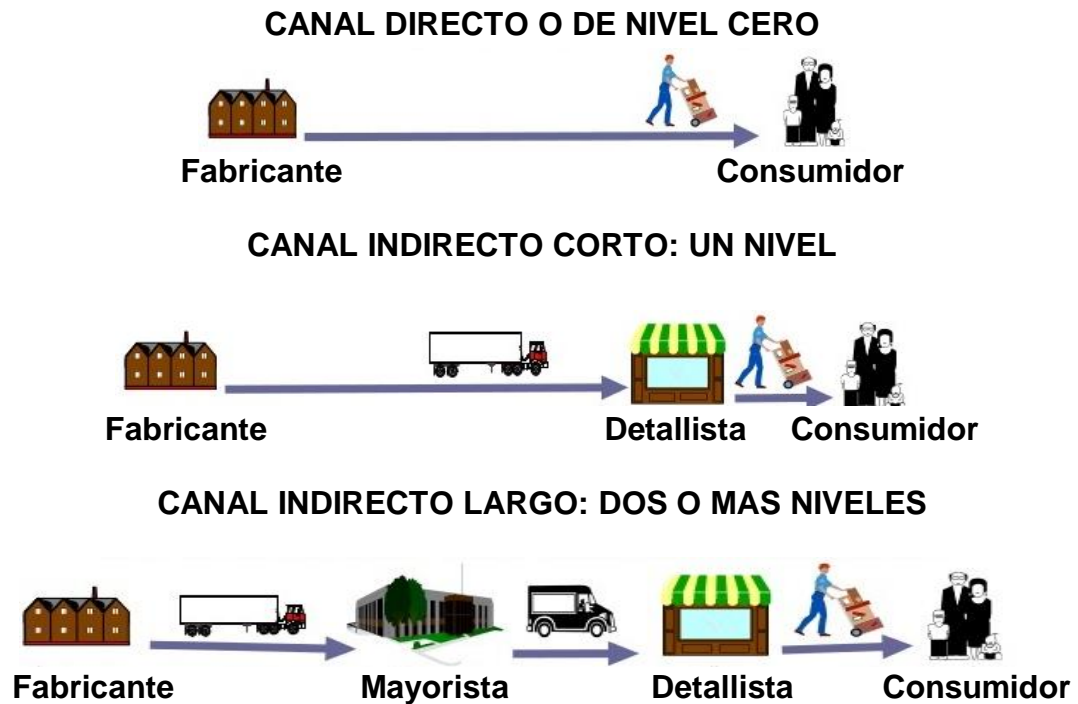 CANAL DIRECTO O DE NIVEL CERO
Fabricante Consumidor
CANAL INDIRECTO CORTO: UN NIVEL
Fabricante Detallista Consumidor
CANAL INDIRECTO LARGO: DOS O MAS NIVELES
Fabricante Mayorista Detallista Consumidor